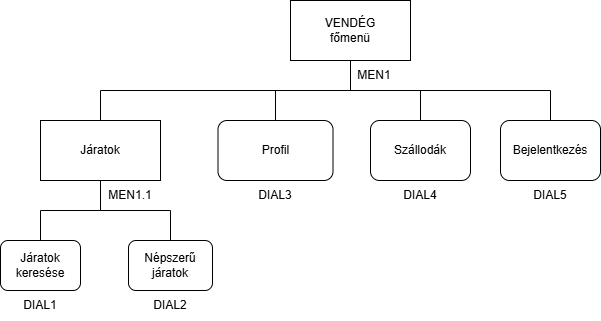 VENDÉG
főmenü
MEN1
Járatok
Profil
Szállodák
Bejelentkezés
MEN1.1
DIAL3
DIAL4
DIAL5
Járatok
keresése
Népszerű
járatok
DIAL1
DIAL2